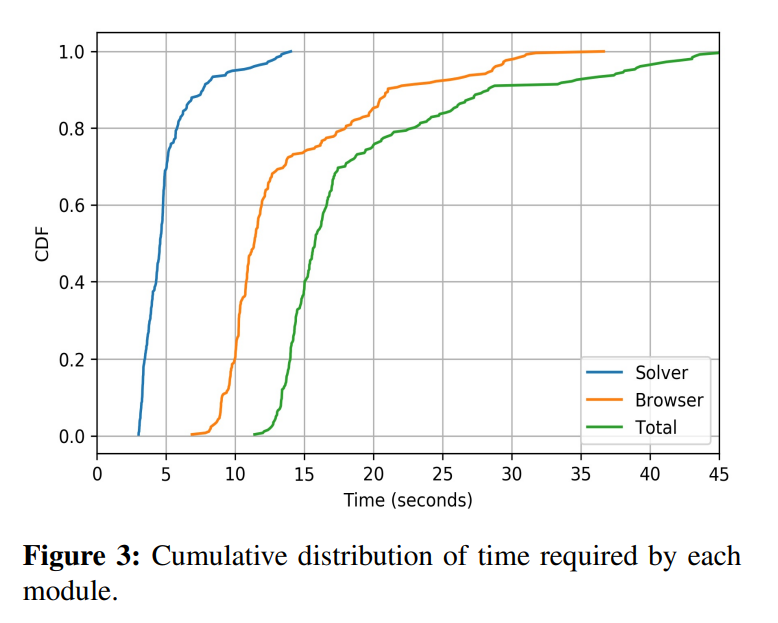 1.0
0.8
0.6
0.4
0.2
0.0
CDF
Solver
Browser
Total
0 5 10 15 20 25 30 35 40 45
Time (seconds)
Figure 3: Cumulative distribution of time required by each
module.